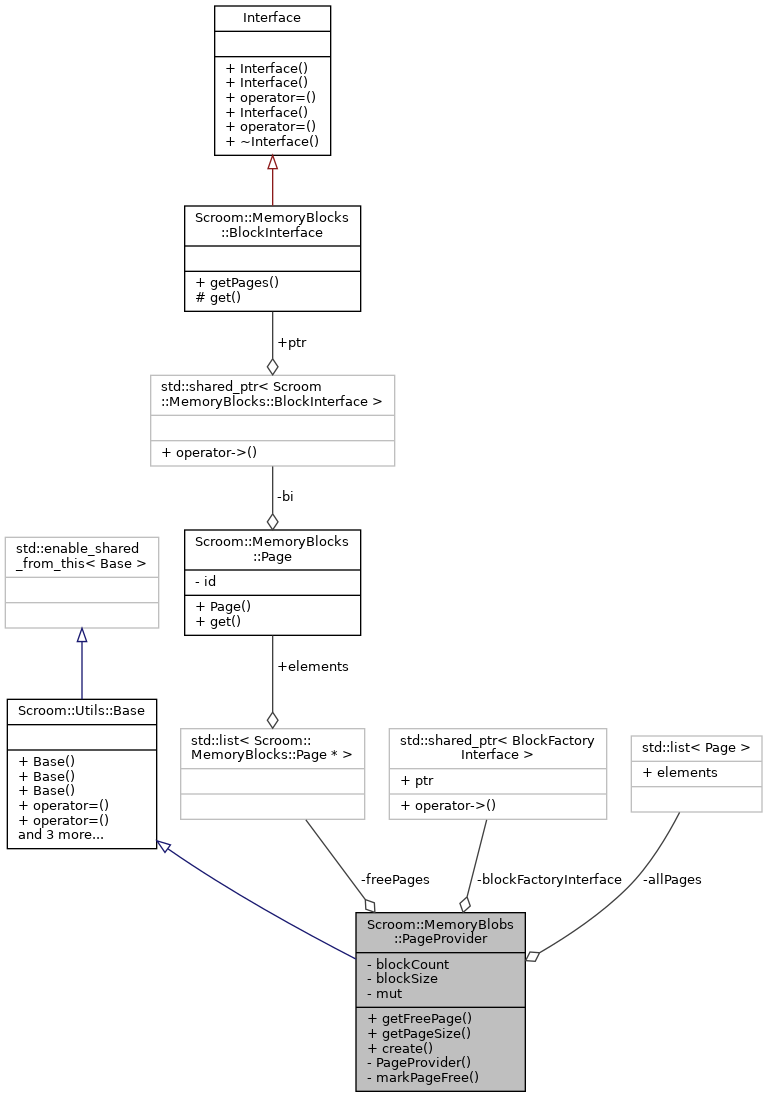 Interface
+ Interface()
+ Interface()
+ operator=()
+ Interface()
+ operator=()
+ ~Interface()
Scroom::MemoryBlocks
::BlockInterface
+ getPages()
# get()
+ptr
std::shared_ptr< Scroom
::MemoryBlocks::BlockInterface >
+ operator->()
-bi
Scroom::MemoryBlocks
::Page
- id
+ Page()
+ get()
std::enable_shared
_from_this< Base >
+elements
Scroom::Utils::Base
+ Base()
+ Base()
+ Base()
+ operator=()
+ operator=()
and 3 more...
std::list< Scroom::
MemoryBlocks::Page * >
std::shared_ptr< BlockFactory
Interface >
+ ptr
+ operator->()
std::list< Page >
+ elements
-freePages
-blockFactoryInterface
-allPages
Scroom::MemoryBlobs
::PageProvider
- blockCount
- blockSize
- mut
+ getFreePage()
+ getPageSize()
+ create()
- PageProvider()
- markPageFree()